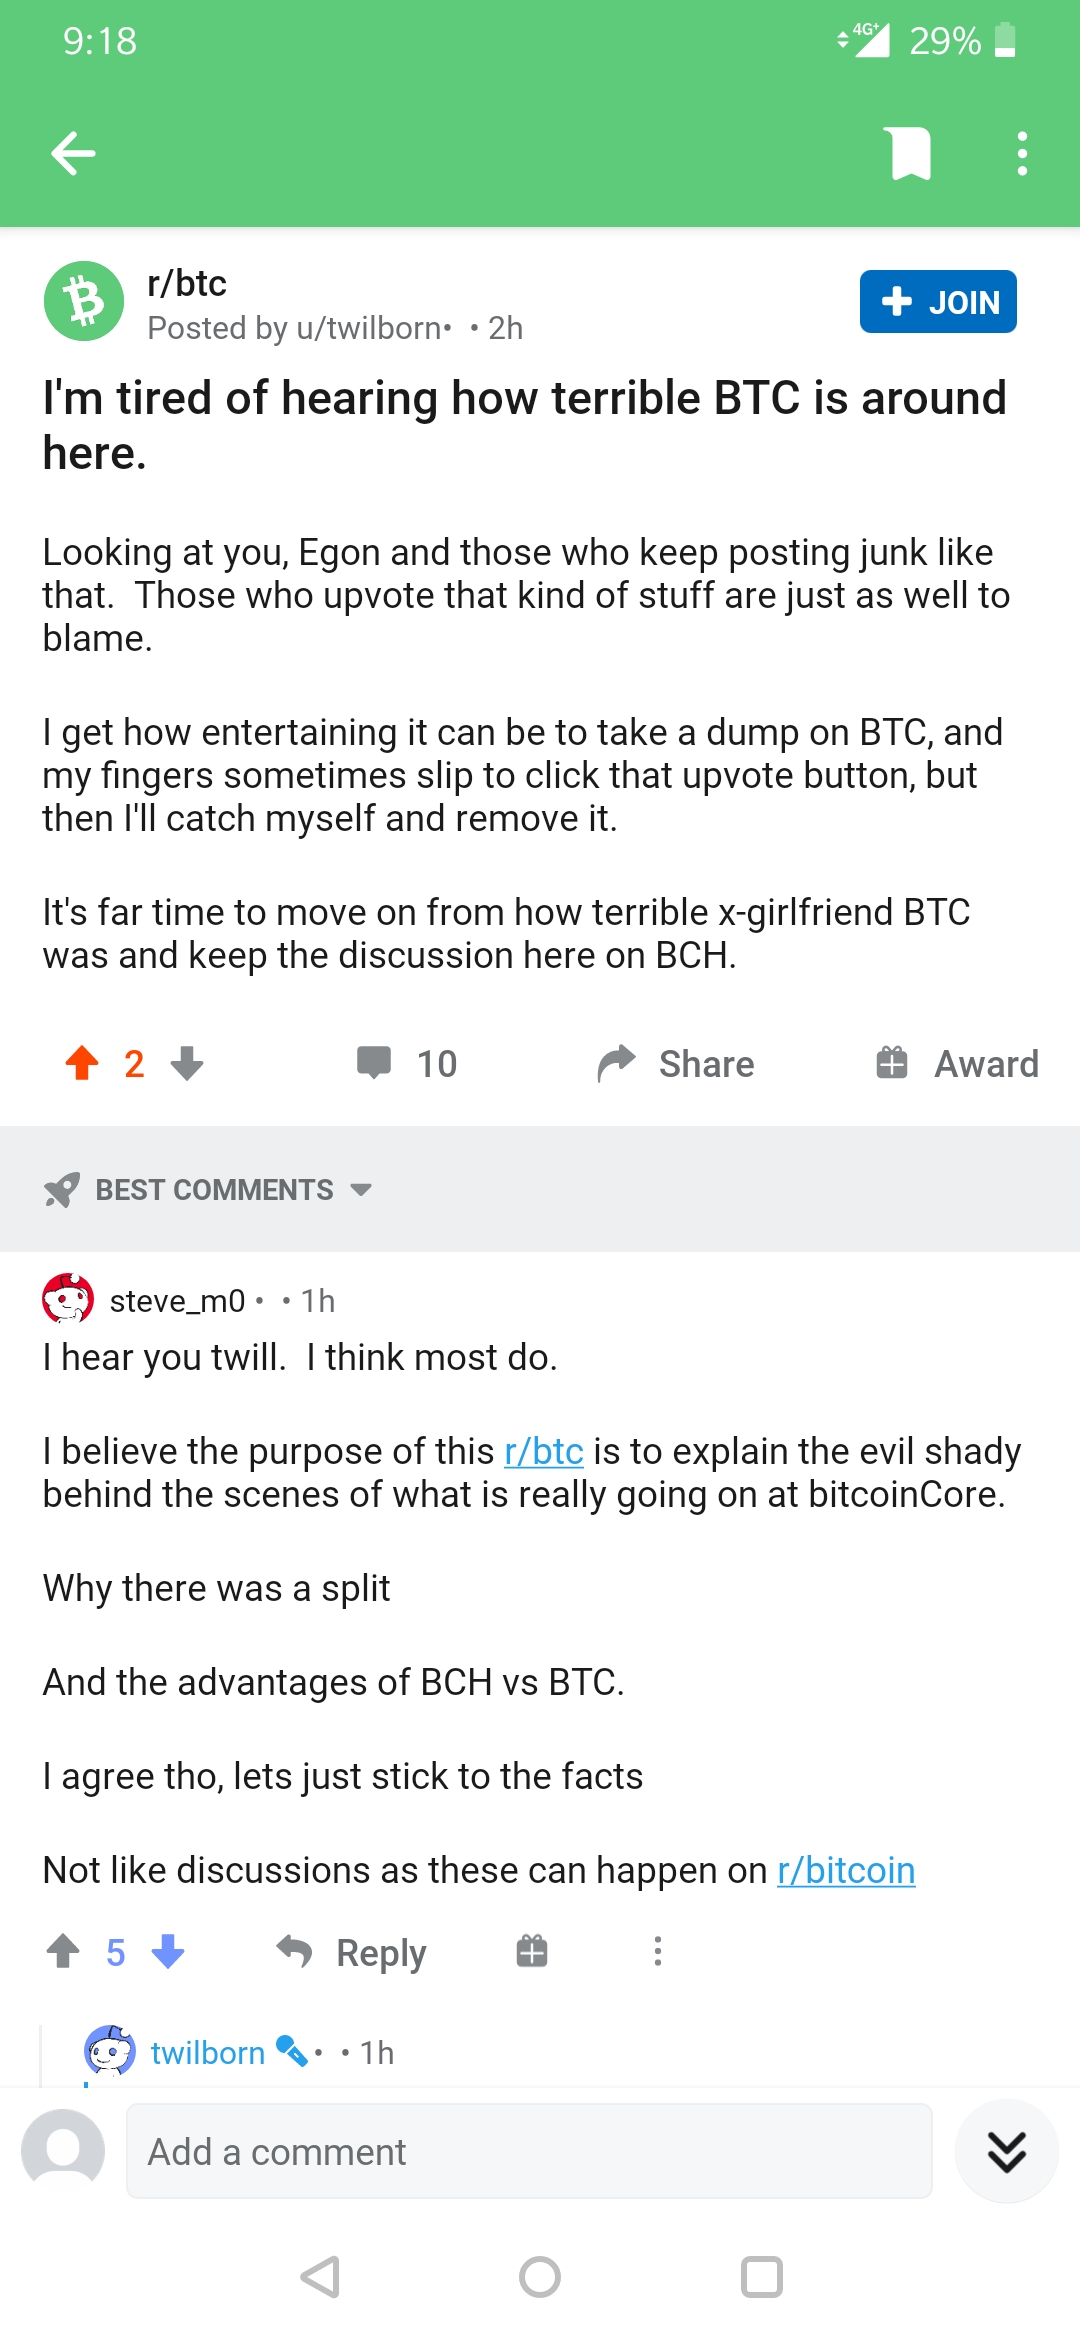 9:18
4G+ 29%
r/btc
Posted by u/twilborn • • 2h
JOIN
I'm tired of hearing how terrible BTC is around
here.
Looking at you, Egon and those who keep posting junk like
that.  Those who upvote that kind of stuff are just as well to
blame.
I get how entertaining it can be to take a dump on BTC, and
my fingers sometimes slip to click that upvote button, but
then I'll catch myself and remove it.
It's far time to move on from how terrible x-girlfriend BTC
was and keep the discussion here on BCH.
2
10
Share
Award
BEST COMMENTS
steve_m0 • • 1h
I hear you twill.  I think most do.
I believe the purpose of this r/btc is to explain the evil shady
behind the scenes of what is really going on at bitcoinCore.
Why there was a split
And the advantages of BCH vs BTC.
I agree tho, lets just stick to the facts
Not like discussions as these can happen on r/bitcoin
5
Reply
twilborn • • 1h
Add a comment